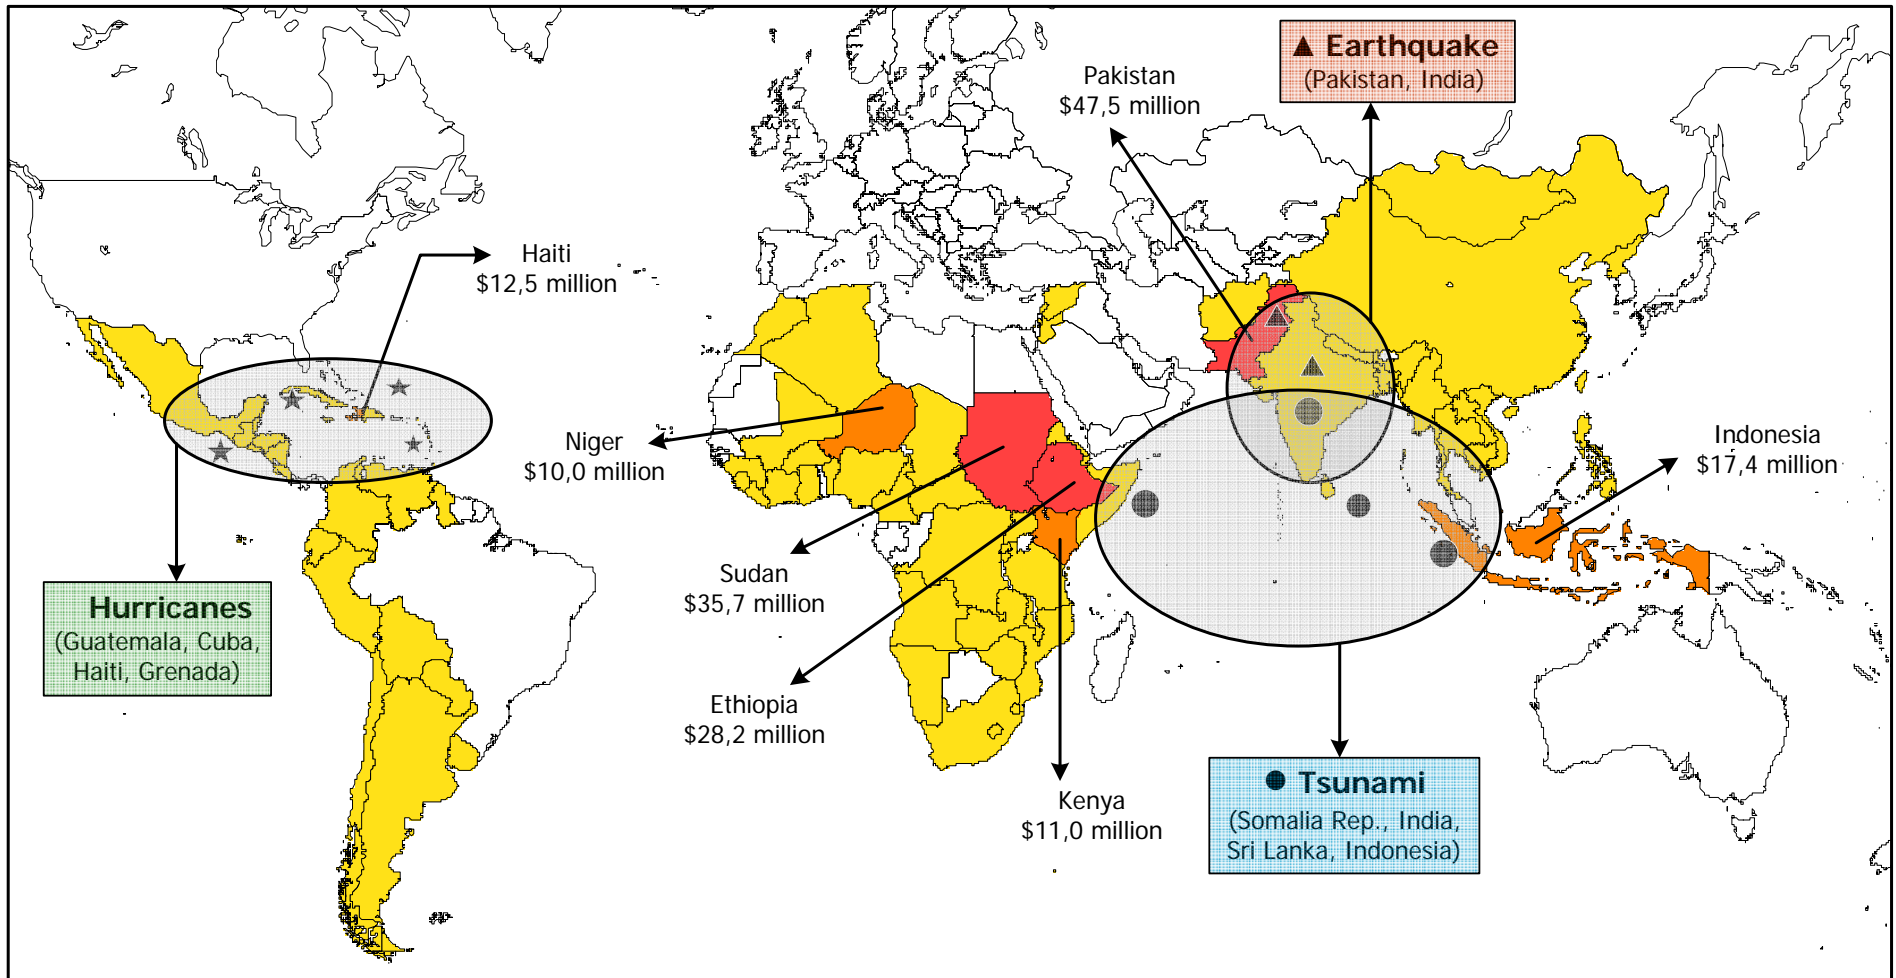 ▲ Earthquake
(Pakistan, India)
Pakistan
$47,5 million
Haiti
$12,5 million
Niger
$10,0 million
Indonesia
$17,4 million
Sudan
$35,7 million
Hurricanes
(Guatemala, Cuba,
Haiti, Grenada)
Ethiopia
$28,2 million
Kenya
$11,0 million
● Tsunami
(Somalia Rep., India,
Sri Lanka, Indonesia)